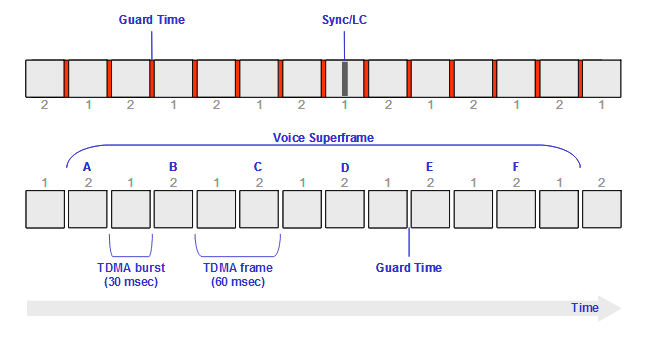 Guard Time Sync/LC
2 1 2 1 2 1 2 1 2 1 2 1 2 1
Voice Superframe
A B C D E F
1 2 1 2 1 2 1 2 1 2 1 2 1 2
TDMA burst
(30 msec)
TDMA frame
(60 msec)
Guard Time
Time